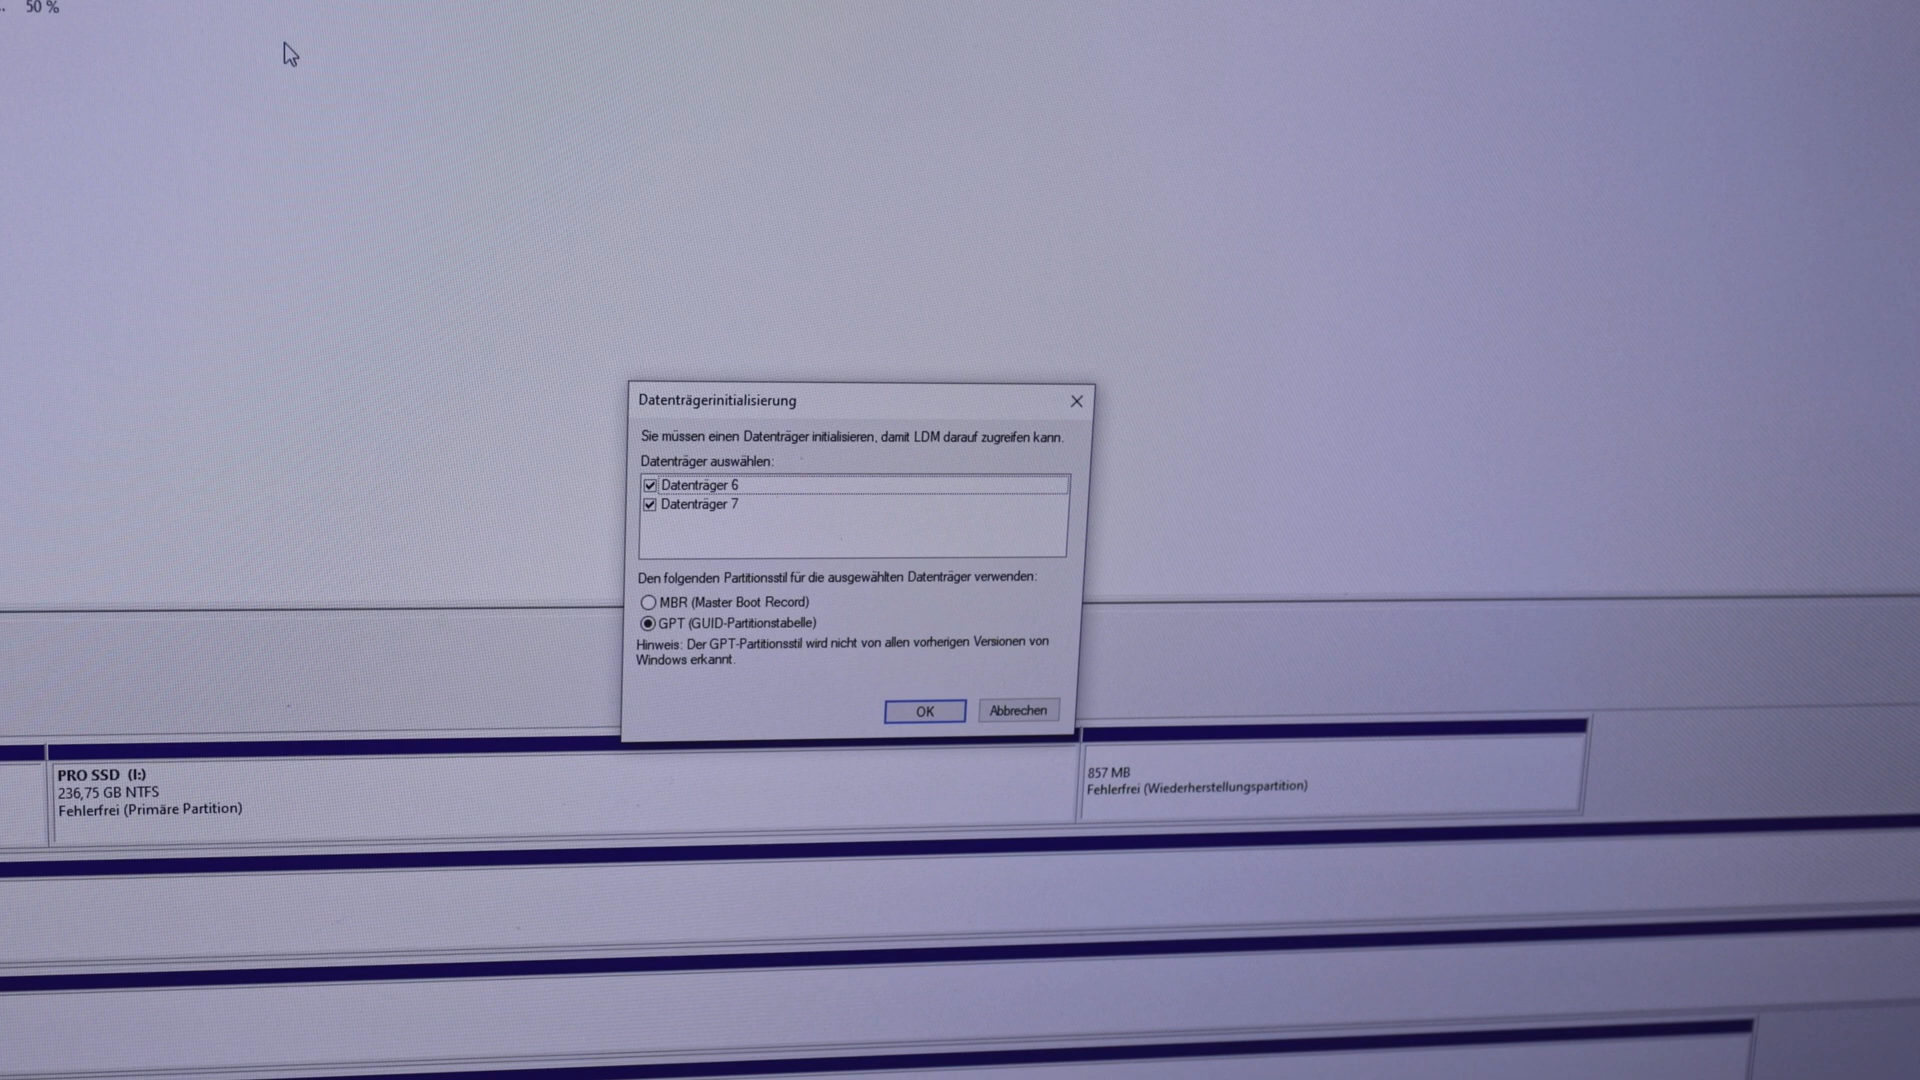 50 %
Datenträgerinitialisierung
Sie müssen einen Datenträger initialisieren, damit LDM darauf zugreifen kann.
Datenträger auswählen:
Datenträger 6
Datenträger 7
Den folgenden Partitionsstil für die ausgewählten Datenträger verwenden:
MBR (Master Boot Record)
GPT (GUID-Partitionstabelle)
Hinweis: Der GPT-Partitionsstil wird nicht von allen vorherigen Versionen von
Windows erkannt.
OK
Abbrechen
PRO SSD (I:)
236,75 GB NTFS
Fehlerfrei (Primäre Partition)
857 MB
Fehlerfrei (Wiederherstellungspartition)